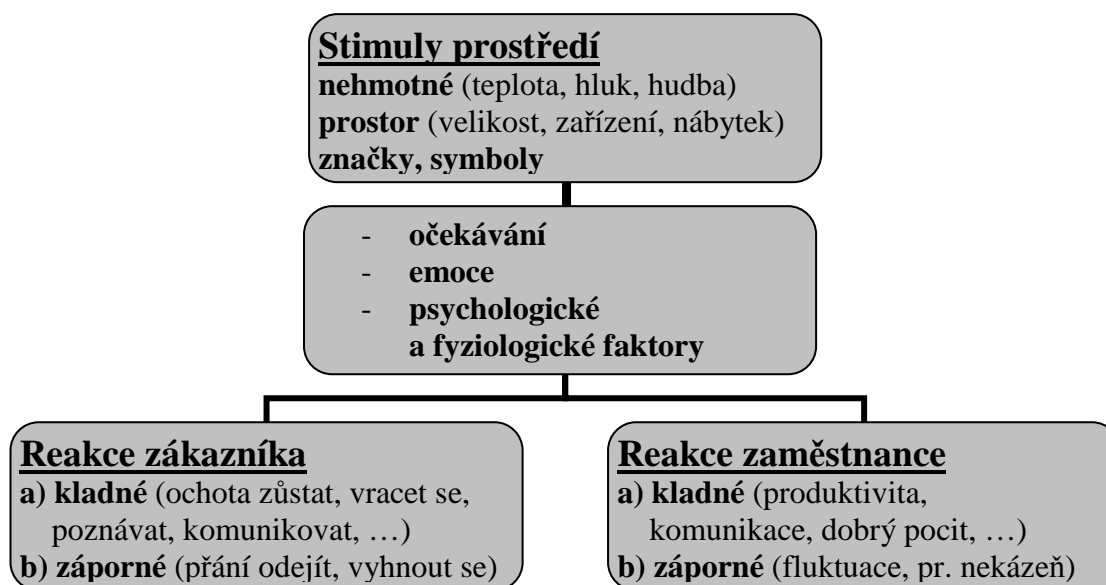 Stimuly prostředí
nehmotné (teplota, hluk, hudba)
prostor (velikost, zařízení, nábytek)
značky, symboly
- očekávání
- emoce
- psychologické
a fyziologické faktory
Reakce zákazníka
a) kladné (ochota zůstat, vracet se,
poznávat, komunikovat, …)
b) záporné (přání odejít, vyhnout se)
Reakce zaměstnance
a) kladné (produktivita,
komunikace, dobrý pocit, …)
b) záporné (fluktuace, pr. nekázeň)